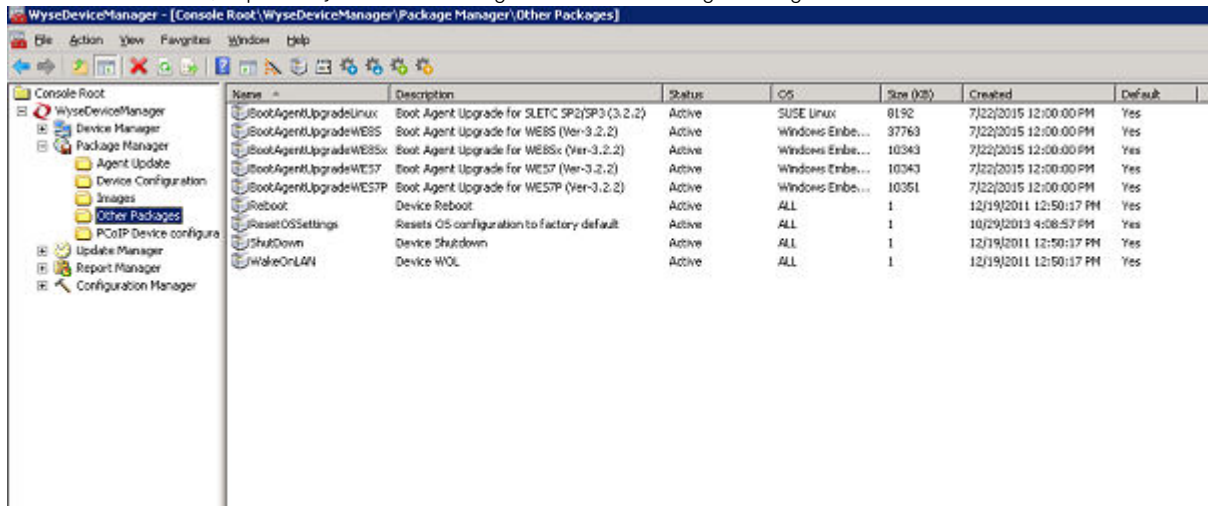 WyseDeviceManager - [Console Root\WyseDeviceManager\Package Manager\Other Packages]
File Action View Favorites Window Help
Console Root
WyseDeviceManager
Device Manager
Package Manager
Agent Update
Device Configuration
Images
Other Packages
PCoIP Device configura
Update Manager
Report Manager
Configuration Manager
Name Description Status OS Size (KB) Created Default
BootAgentUpgradeLinux Boot Agent Upgrade for SLETC SP2/SP3 (3.2.2) Active SUSE Linux 8192 7/22/2015 12:00:00 PM Yes
BootAgentUpgradeWE8S Boot Agent Upgrade for WE8S (Ver-3.2.2) Active Windows Embe... 37763 7/22/2015 12:00:00 PM Yes
BootAgentUpgradeWE8Sx Boot Agent Upgrade for WE8Sx (Ver-3.2.2) Active Windows Embe... 10343 7/22/2015 12:00:00 PM Yes
BootAgentUpgradeWES7 Boot Agent Upgrade for WES7 (Ver-3.2.2) Active Windows Embe... 10343 7/22/2015 12:00:00 PM Yes
BootAgentUpgradeWES7P Boot Agent Upgrade for WES7P (Ver-3.2.2) Active Windows Embe... 10351 7/22/2015 12:00:00 PM Yes
Reboot Device Reboot Active ALL 1 12/19/2011 12:50:17 PM Yes
ResetOSSettings Resets OS configuration to factory default Active ALL 1 10/29/2013 4:08:57 PM Yes
ShutDown Device Shutdown Active ALL 1 12/19/2011 12:50:17 PM Yes
WakeOnLAN Device WOL Active ALL 1 12/19/2011 12:50:17 PM Yes